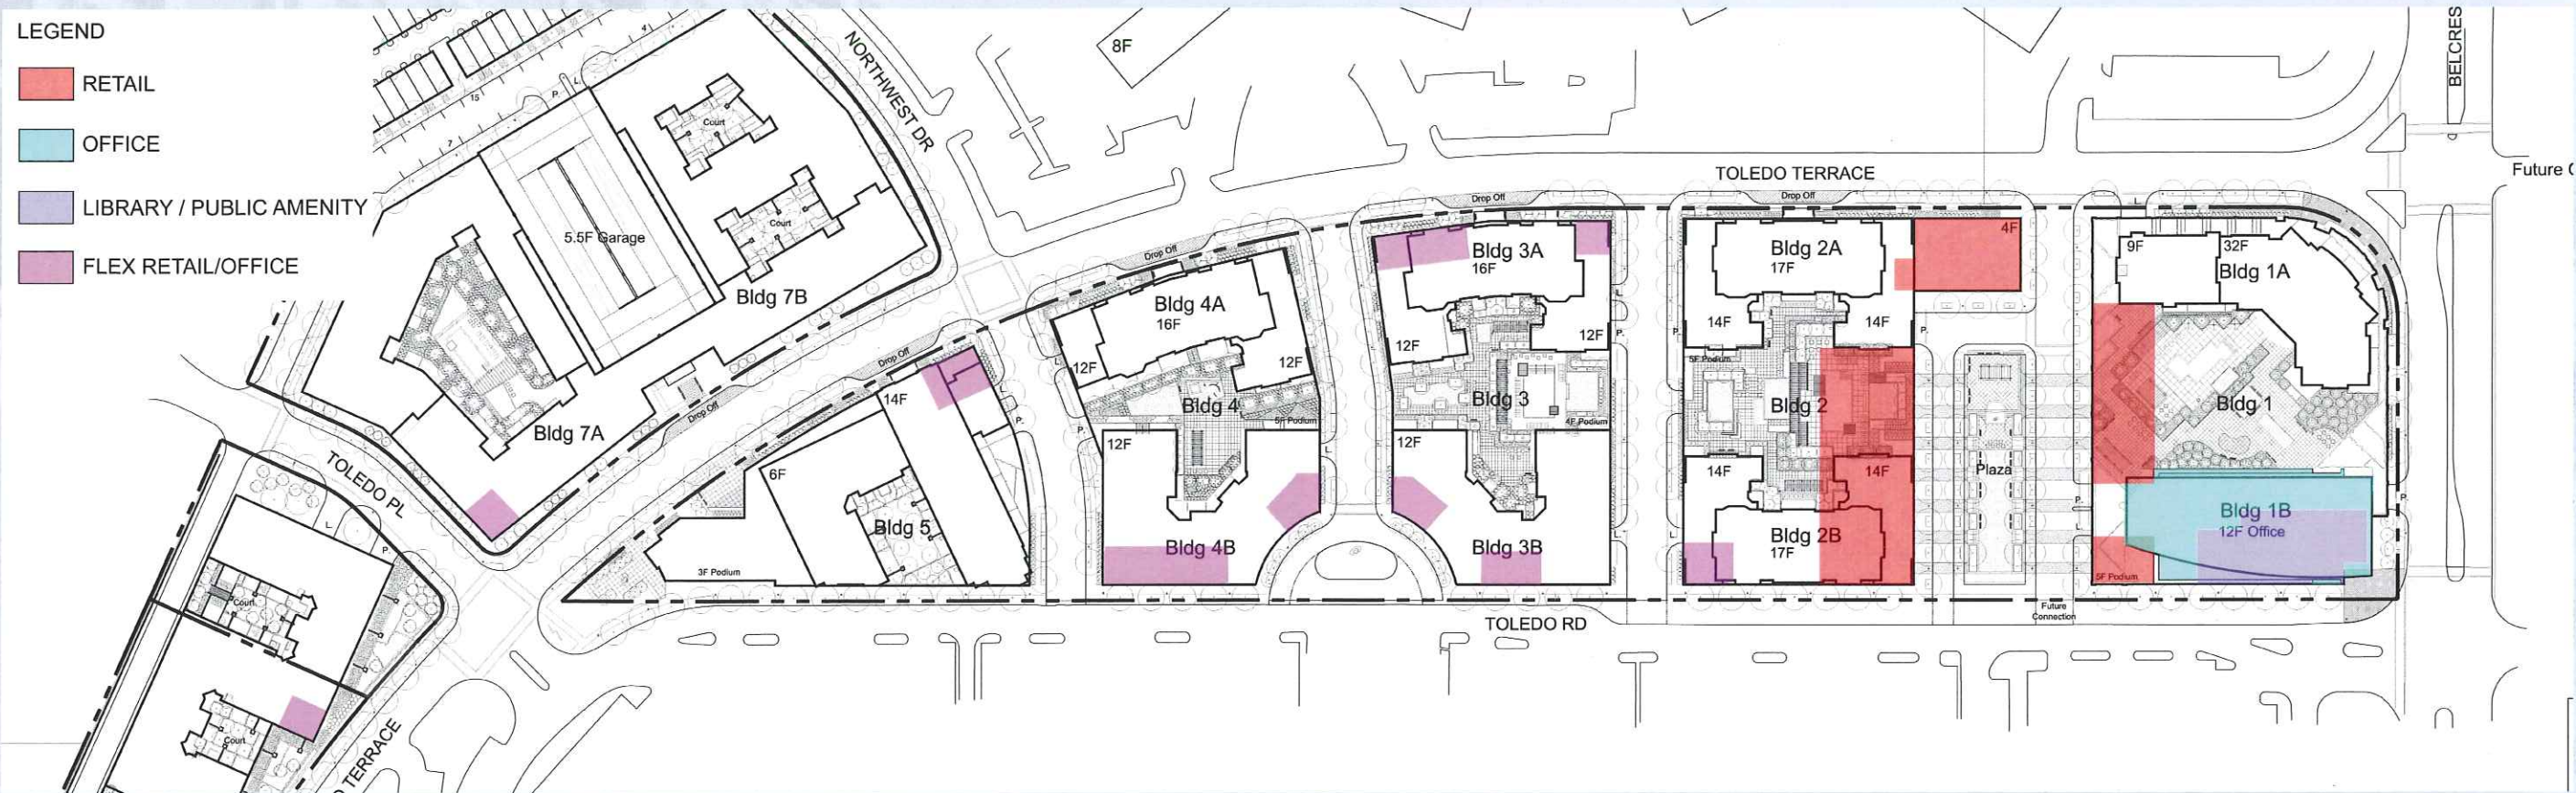 LEGEND
RETAIL
OFFICE
LIBRARY / PUBLIC AMENITY
FLEX RETAIL/OFFICE
4
15
7
P.
L.
NORTHWEST DR
8F
Court
Court
5.5F Garage
Bldg 7B
Bldg 7A
TOLEDO PL
L.
P.
Court
Court
TERRACE
Drop Off
Drop Off
14F
6F
Bldg 5
3F Podium
L.
P.
Drop Off
Bldg 4A
16F
12F
12F
Bldg 4
5F Podium
12F
Bldg 4B
L.
P.
L.
Drop Off
Bldg 3A
16F
12F
12F
Bldg 3
4F Podium
12F
Bldg 3B
L.
P.
L.
TOLEDO TERRACE
Drop Off
Bldg 2A
17F
4F
14F
14F
5F Podium
Bldg 2
14F
14F
Bldg 2B
17F
P.
L.
P.
Plaza
L.
9F
32F
Bldg 1A
Bldg 1
Bldg 1B
12F Office
5F Podium
P.
L.
P.
Future
Connection
TOLEDO RD
BELCRES
Future